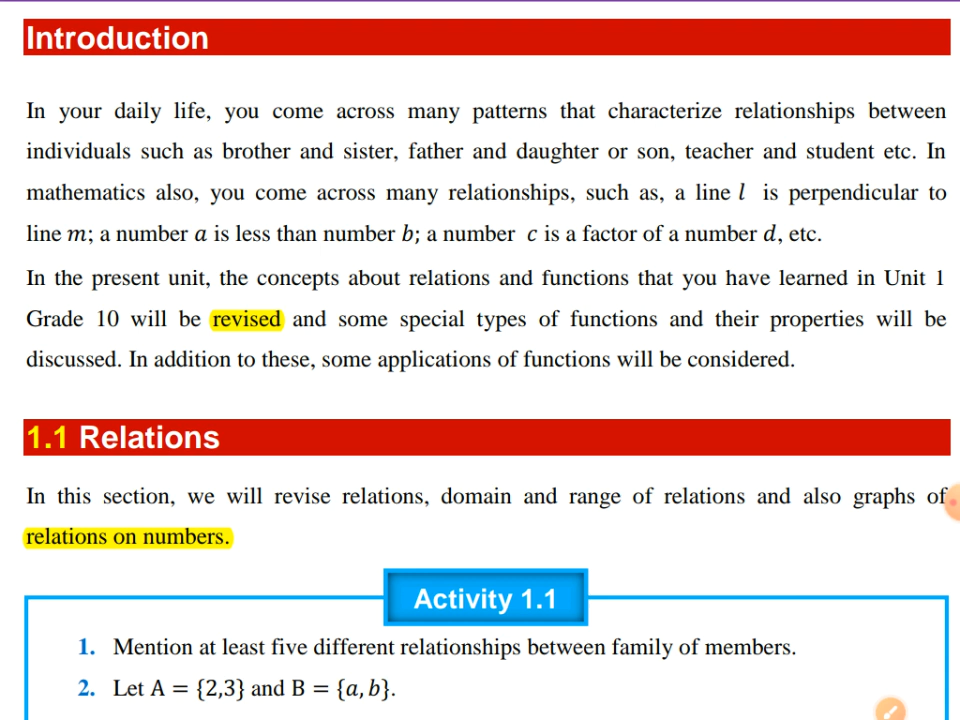 Introduction
In your daily life, you come across many patterns that characterize relationships between
individuals such as brother and sister, father and daughter or son, teacher and student etc. In
mathematics also, you come across many relationships, such as, a line l is perpendicular to
line m; a number a is less than number b; a number c is a factor of a number d, etc.
In the present unit, the concepts about relations and functions that you have learned in Unit 1
Grade 10 will be revised and some special types of functions and their properties will be
discussed. In addition to these, some applications of functions will be considered.
1.1 Relations
In this section, we will revise relations, domain and range of relations and also graphs of
relations on numbers.
Activity 1.1
1. Mention at least five different relationships between family of members.
2. Let A = {2,3} and B = {a, b}.